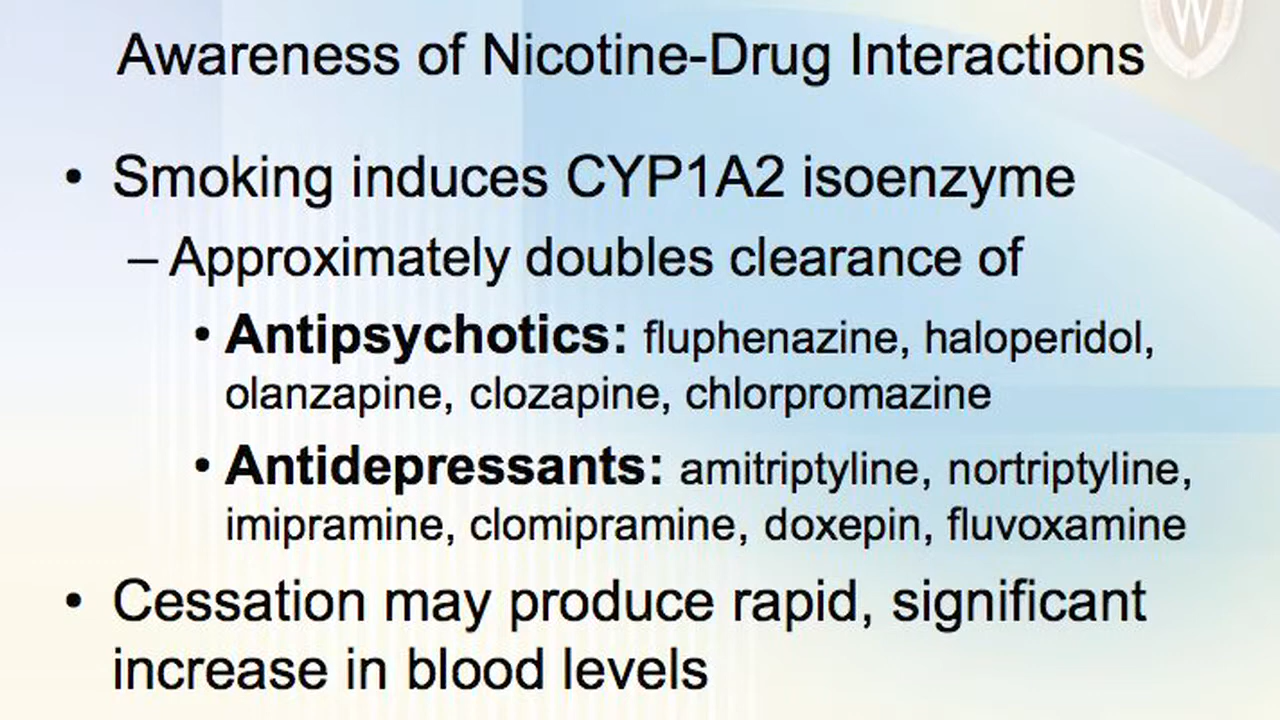 W
Awareness of Nicotine-Drug Interactions
• Smoking induces CYP1A2 isoenzyme
– Approximately doubles clearance of
• Antipsychotics: fluphenazine, haloperidol,
olanzapine, clozapine, chlorpromazine
• Antidepressants: amitriptyline, nortriptyline,
imipramine, clomipramine, doxepin, fluvoxamine
• Cessation may produce rapid, significant
increase in blood levels